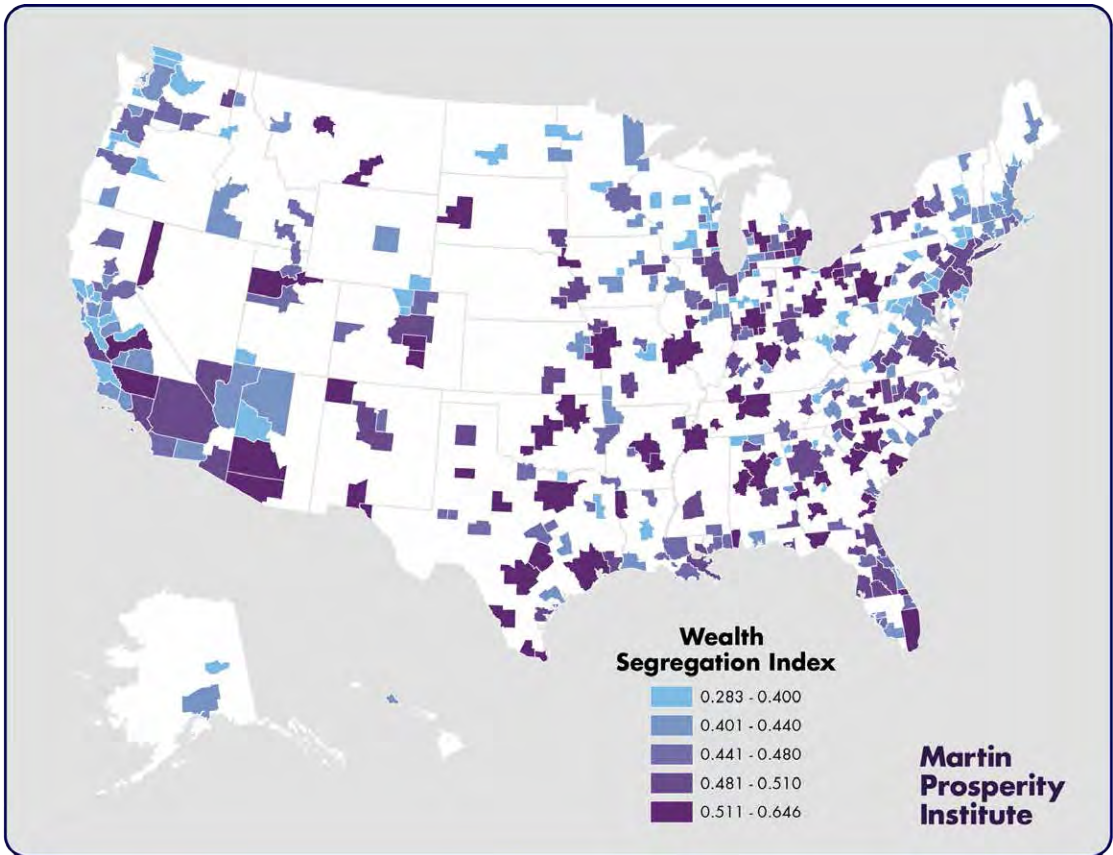 Wealth
Segregation Index
0.283 - 0.400
0.401 - 0.440
0.441 - 0.480
0.481 - 0.510
0.511 - 0.646
Martin
Prosperity
Institute